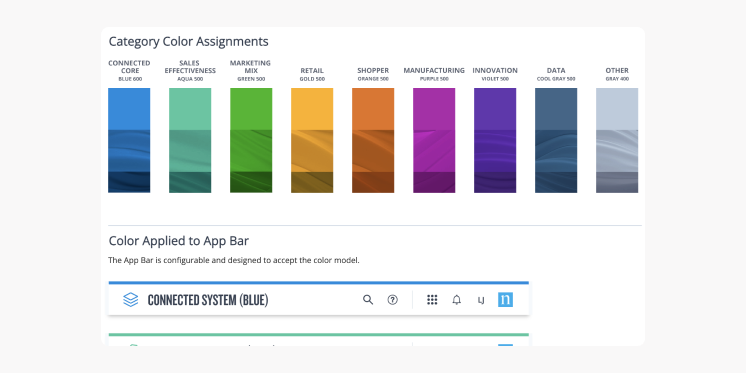 Category Color Assignments
CONNECTED CORE
BLUE 600
SALES EFFECTIVENESS
AQUA 500
MARKETING MIX
GREEN 500
RETAIL
GOLD 500
SHOPPER
ORANGE 500
MANUFACTURING
PURPLE 500
INNOVATION
VIOLET 500
DATA
COOL GRAY 580
OTHER
GRAY 400
Color Applied to App Bar
The App Bar is configurable and designed to accept the color model.
CONNECTED SYSTEM (BLUE) ? LJ n